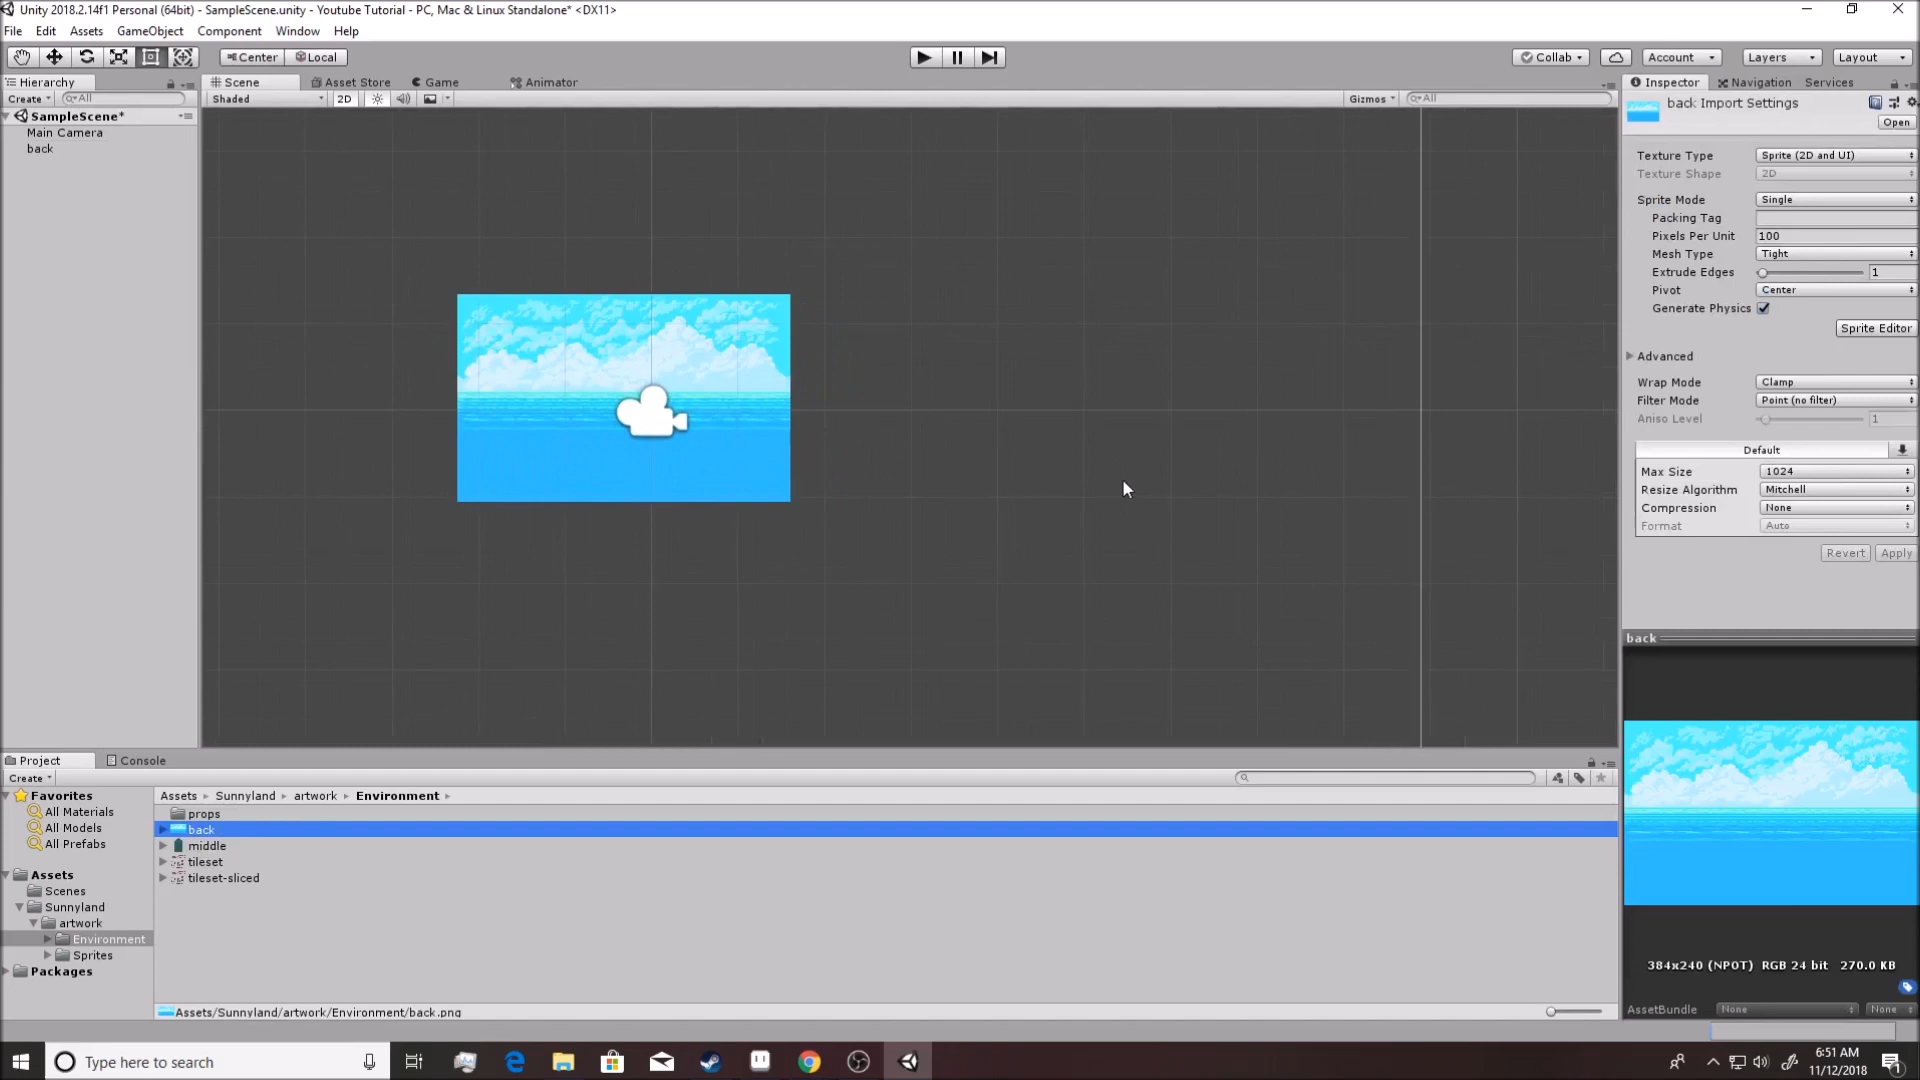 Unity 2018.2.14f1 Personal (64bit) - SampleScene.unity - Youtube Tutorial - PC, Mac & Linux Standalone* <DX11>
File Edit Assets GameObject Component Window Help
Center Local Collab Account Layers Layout
Hierarchy Scene Asset Store Game Animator Inspector Navigation Services
Create All Shaded 2D Gizmos All
back Import Settings
Open
SampleScene*
Main Camera
back
Texture Type Sprite (2D and UI)
Texture Shape 2D
Sprite Mode Single
Packing Tag
Pixels Per Unit 100
Mesh Type Tight
Extrude Edges 1
Pivot Center
Generate Physics
Sprite Editor
Advanced
Wrap Mode Clamp
Filter Mode Point (no filter)
Aniso Level 1
Default
Max Size 1024
Resize Algorithm Mitchell
Compression None
Format Auto
Revert Apply
back
384x240 (NPOT) RGB 24 bit 270.0 KB
AssetBundle None None
Project Console
Create
Favorites
All Materials
All Models
All Prefabs
Assets
Scenes
Sunnyland
artwork
Environment
Sprites
Packages
Assets Sunnyland artwork Environment
props
back
middle
tileset
tileset-sliced
Assets/Sunnyland/artwork/Environment/back.png
Type here to search
6:51 AM
11/12/2018
1